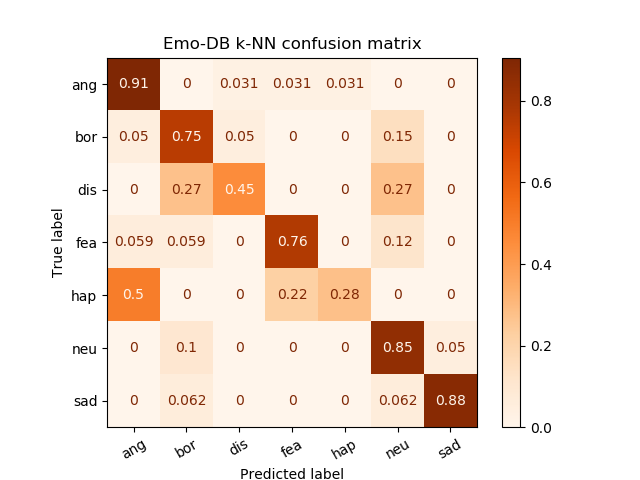 Emo-DB k-NN confusion matrix
ang 0.91 0 0.031 0.031 0.031 0 0
bor 0.05 0.75 0.05 0 0 0.15 0
dis 0 0.27 0.45 0 0 0.27 0
fea 0.059 0.059 0 0.76 0 0.12 0
hap 0.5 0 0 0.22 0.28 0 0
neu 0 0.1 0 0 0 0.85 0.05
sad 0 0.062 0 0 0 0.062 0.88
ang bor dis fea hap neu sad
True label
Predicted label
0.8
0.6
0.4
0.2
0.0